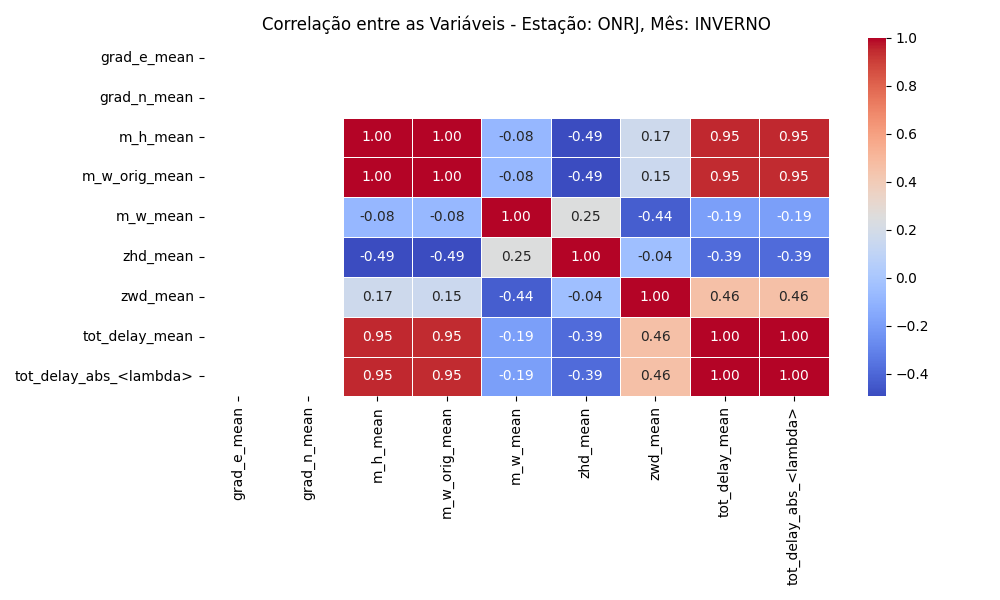 Correlação entre as Variáveis - Estação: ONRJ, Mês: INVERNO
grad_e_mean
grad_n_mean
m_h_mean 1.00 1.00 -0.08 -0.49 0.17 0.95 0.95
m_w_orig_mean 1.00 1.00 -0.08 -0.49 0.15 0.95 0.95
m_w_mean -0.08 -0.08 1.00 0.25 -0.44 -0.19 -0.19
zhd_mean -0.49 -0.49 0.25 1.00 -0.04 -0.39 -0.39
zwd_mean 0.17 0.15 -0.44 -0.04 1.00 0.46 0.46
tot_delay_mean 0.95 0.95 -0.19 -0.39 0.46 1.00 1.00
tot_delay_abs_<lambda> 0.95 0.95 -0.19 -0.39 0.46 1.00 1.00
grad_e_mean
grad_n_mean
m_h_mean
m_w_orig_mean
m_w_mean
zhd_mean
zwd_mean
tot_delay_mean
tot_delay_abs_<lambda>
1.0
0.8
0.6
0.4
0.2
0.0
−0.2
−0.4